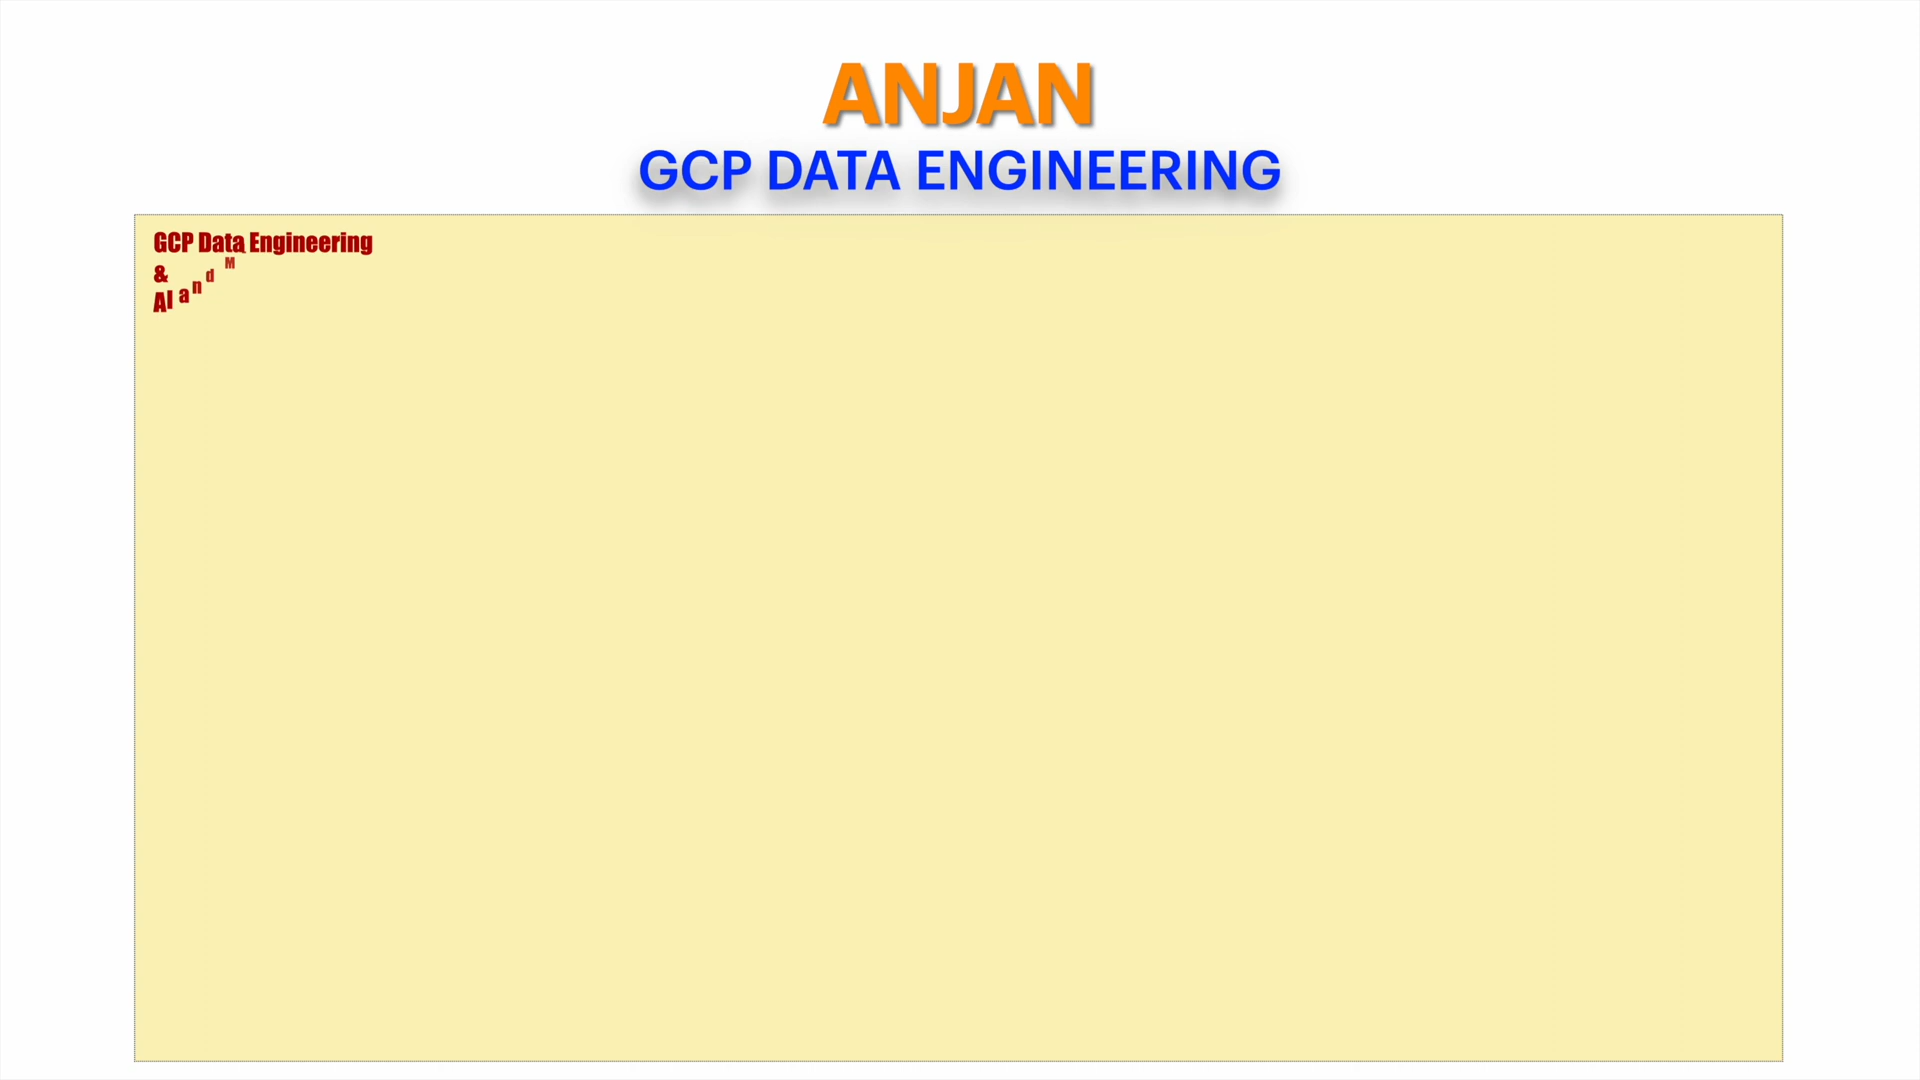 ANJAN
GCP DATA ENGINEERING
GCP Data Engineering
&
AI and M